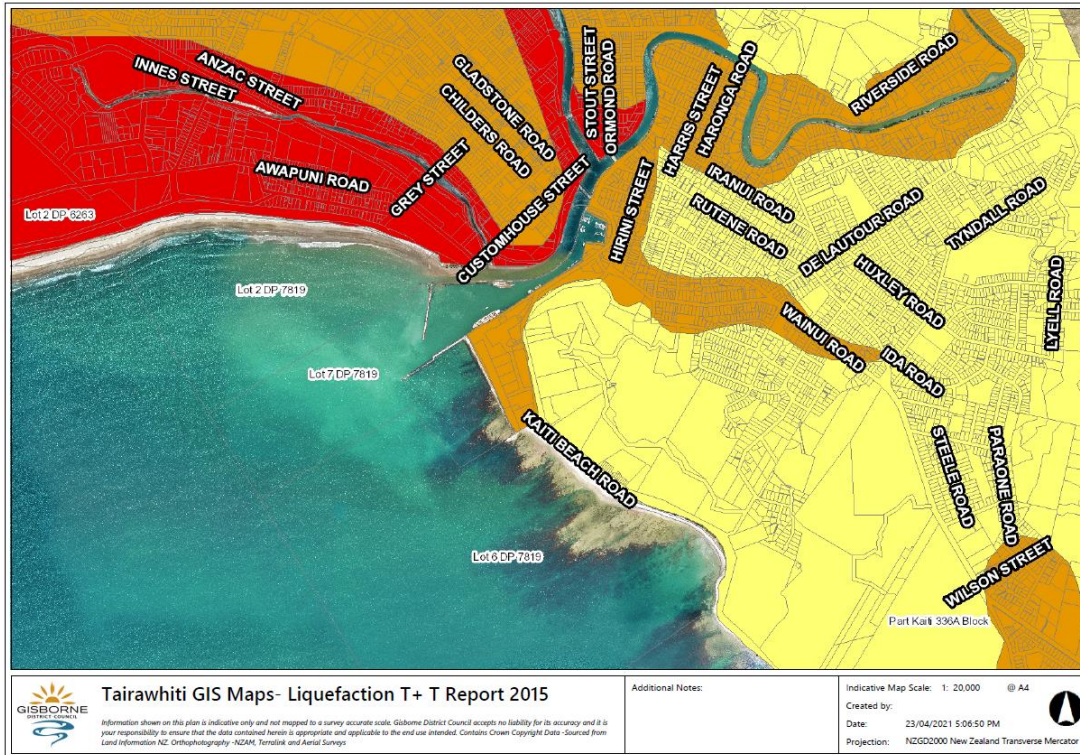 ANZAC STREET
INNES STREET
AWAPUNI ROAD
GREY STREET
GLADSTONE ROAD
CHILDERS ROAD
CUSTOMHOUSE STREET
STOUT STREET
ORMOND ROAD
HIRINI STREET
HARRIS STREET
HARONGA ROAD
RIVERSIDE ROAD
IRANUI ROAD
RUTENE ROAD
DE LAUTOUR ROAD
TYNDALL ROAD
HUXLEY ROAD
LYELL ROAD
WAINUI ROAD
IDA ROAD
STEELE ROAD
PARAONE ROAD
WILSON STREET
KAITI BEACH ROAD
Lot 2 DP 6263
Lot 2 DP 7819
Lot 7 DP 7819
Lot 6 DP 7819
Part Kaiti 336A Block
GISBORNE
DISTRICT COUNCIL
Tairawhiti GIS Maps- Liquefaction T+ T Report 2015
Information shown on this plan is indicative only and not mapped to a survey accurate scale. Gisborne District Council accepts no liability for its accuracy and it is
your responsibility to ensure that the data contained herein is appropriate and applicable to the end use intended. Contains Crown Copyright Data -Sourced from
Land Information NZ. Orthophotography -NZAM, Terralink and Aerial Surveys
Additional Notes:
Indicative Map Scale: 1: 20,000 @ A4
Created by:
Date: 23/04/2021 5:06:50 PM
Projection: NZGD2000 New Zealand Transverse Mercator